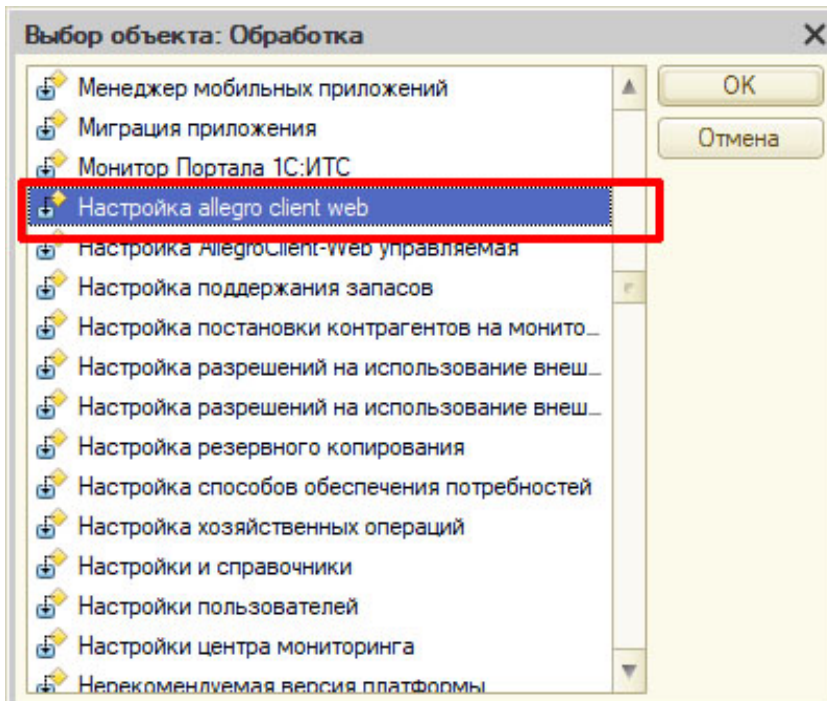 Выбор объекта: Обработка
Менеджер мобильных приложений
Миграция приложения
Монитор Портала 1С:ИТС
Настройка allegro client web
Настройка AllegroClient-Web управляемая
Настройка поддержания запасов
Настройка постановки контрагентов на монито...
Настройка разрешений на использование внеш...
Настройка разрешений на использование внеш...
Настройка резервного копирования
Настройка способов обеспечения потребностей
Настройка хозяйственных операций
Настройки и справочники
Настройки пользователей
Настройки центра мониторинга
Нерекомендуемая версия платформы
OK
Отмена